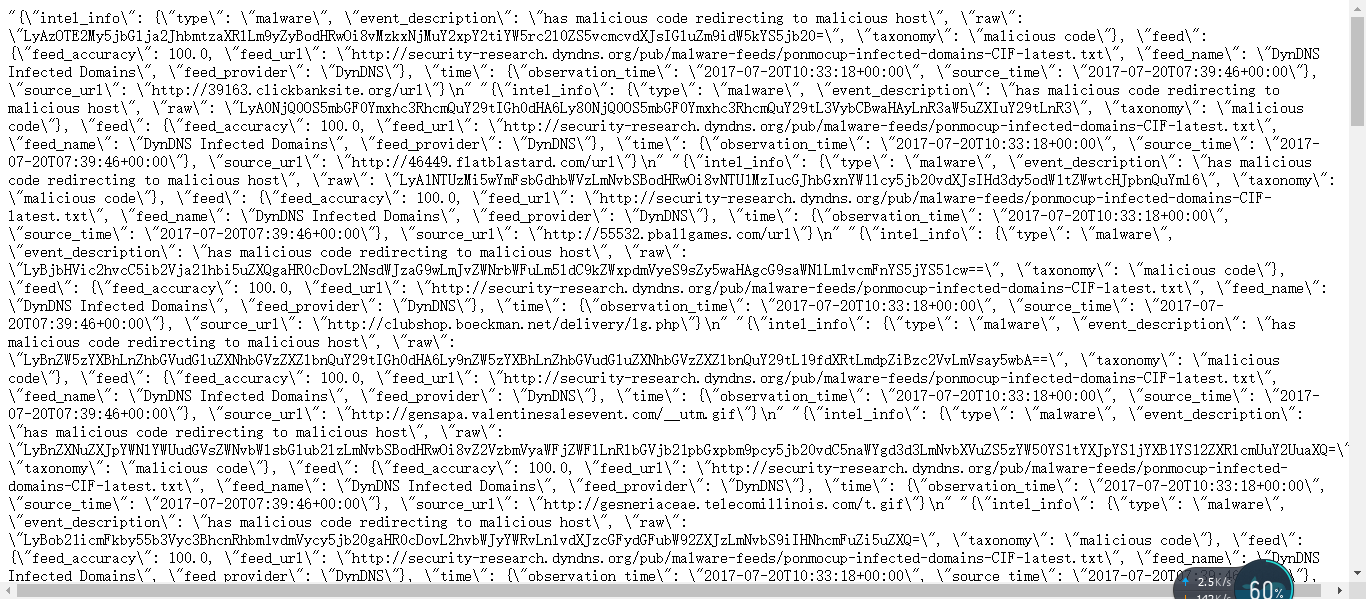 "{\"intel_info\": {\"type\": \"malware\", \"event_description\": \"has malicious code redirecting to malicious host\", \"raw\":
\"LyAzOTE2My5jbGlja2JhbmtzaXRlLm9yZyBodHRwOi8vMzkxNjMuY2xpY2tiYW5rc2l0ZS5vcmcvdXJsIG1uZm9idW5kYS5jb20=\", \"taxonomy\": \"malicious code\"}, \"feed\":
{\"feed_accuracy\": 100.0, \"feed_url\": \"http://security-research.dyndns.org/pub/malware-feeds/ponmocup-infected-domains-CIF-latest.txt\", \"feed_name\": \"DynDNS
Infected Domains\", \"feed_provider\": \"DynDNS\"}, \"time\": {\"observation_time\": \"2017-07-20T10:33:18+00:00\", \"source_time\": \"2017-07-20T07:39:46+00:00\"},
\"source_url\": \"http://39163.clickbanksite.org/url\"}\n" "{\"intel_info\": {\"type\": \"malware\", \"event_description\": \"has malicious code redirecting to
malicious host\", \"raw\": \"LyA0NjQ0OS5mbGF0Ymxhc3RhcmQuY29tIGh0dHA6Ly80NjQ0OS5mbGF0Ymxhc3RhcmQuY29tL3VybCBwaHAyLnR3aW5uZXIuY29tLnR3\", \"taxonomy\": \"malicious
code\"}, \"feed\": {\"feed_accuracy\": 100.0, \"feed_url\": \"http://security-research.dyndns.org/pub/malware-feeds/ponmocup-infected-domains-CIF-latest.txt\",
\"feed_name\": \"DynDNS Infected Domains\", \"feed_provider\": \"DynDNS\"}, \"time\": {\"observation_time\": \"2017-07-20T10:33:18+00:00\", \"source_time\": \"2017-
07-20T07:39:46+00:00\"}, \"source_url\": \"http://46449.flatblastard.com/url\"}\n" "{\"intel_info\": {\"type\": \"malware\", \"event_description\": \"has malicious
code redirecting to malicious host\", \"raw\": \"LyA1NTUzMi5wYmFsbGdhbWVzLmNvbSBodHRwOi8vNTU1MzIucGJhbGxnYW1lcy5jb20vdXJsIHd3dy5odW1tZWwtcHJpbnQuYml6\", \"taxonomy\":
\"malicious code\"}, \"feed\": {\"feed_accuracy\": 100.0, \"feed_url\": \"http://security-research.dyndns.org/pub/malware-feeds/ponmocup-infected-domains-CIF-
latest.txt\", \"feed_name\": \"DynDNS Infected Domains\", \"feed_provider\": \"DynDNS\"}, \"time\": {\"observation_time\": \"2017-07-20T10:33:18+00:00\",
\"source_time\": \"2017-07-20T07:39:46+00:00\"}, \"source_url\": \"http://55532.pballgames.com/url\"}\n" "{\"intel_info\": {\"type\": \"malware\",
\"event_description\": \"has malicious code redirecting to malicious host\", \"raw\":
\"LyBjbHVic2hvcC5ib2Vja21hbi5uZXQgaHR0cDovL2NsdWJzaG9wLmJvZWNrbWFuLm5ldC9kZWxpdmVyeS9sZy5waHAgcG9saWN1Lm1vcmFnYS5jYS51cw==\", \"taxonomy\": \"malicious code\"},
\"feed\": {\"feed_accuracy\": 100.0, \"feed_url\": \"http://security-research.dyndns.org/pub/malware-feeds/ponmocup-infected-domains-CIF-latest.txt\", \"feed_name\":
\"DynDNS Infected Domains\", \"feed_provider\": \"DynDNS\"}, \"time\": {\"observation_time\": \"2017-07-20T10:33:18+00:00\", \"source_time\": \"2017-07-
20T07:39:46+00:00\"}, \"source_url\": \"http://clubshop.boeckman.net/delivery/lg.php\"}\n" "{\"intel_info\": {\"type\": \"malware\", \"event_description\": \"has
malicious code redirecting to malicious host\", \"raw\":
\"LyBnZW5zYXBhLnZhbGVudGluZXNhbGVzZXZlbnQuY29tIGh0dHA6Ly9nZW5zYXBhLnZhbGVudGluZXNhbGVzZXZlbnQuY29tL19fdXRtLmdpZiBzc2VvLmVsay5wbA==\", \"taxonomy\": \"malicious
code\"}, \"feed\": {\"feed_accuracy\": 100.0, \"feed_url\": \"http://security-research.dyndns.org/pub/malware-feeds/ponmocup-infected-domains-CIF-latest.txt\",
\"feed_name\": \"DynDNS Infected Domains\", \"feed_provider\": \"DynDNS\"}, \"time\": {\"observation_time\": \"2017-07-20T10:33:18+00:00\", \"source_time\": \"2017-
07-20T07:39:46+00:00\"}, \"source_url\": \"http://gensapa.valentinesalesevent.com/__utm.gif\"}\n" "{\"intel_info\": {\"type\": \"malware\", \"event_description\":
\"has malicious code redirecting to malicious host\", \"raw\":
\"LyBnZXNuZXJpYWNlYWUudGVsZWNvbWlsbGlub2lzLmNvbSBodHRwOi8vZ2VzbmVyaWFjZWFlLnRlbGVjb21pbGxpbm9pcy5jb20vdC5naWYgd3d3LmNvbXVuZS5zYW50YS1tYXJpYS1jYXB1YS12ZXRlcmUuY2UuaXQ=\"
\"taxonomy\": \"malicious code\"}, \"feed\": {\"feed_accuracy\": 100.0, \"feed_url\": \"http://security-research.dyndns.org/pub/malware-feeds/ponmocup-infected-
domains-CIF-latest.txt\", \"feed_name\": \"DynDNS Infected Domains\", \"feed_provider\": \"DynDNS\"}, \"time\": {\"observation_time\": \"2017-07-20T10:33:18+00:00\",
\"source_time\": \"2017-07-20T07:39:46+00:00\"}, \"source_url\": \"http://gesneriaceae.telecomillinois.com/t.gif\"}\n" "{\"intel_info\": {\"type\": \"malware\",
\"event_description\": \"has malicious code redirecting to malicious host\", \"raw\":
\"LyBob21icmFkby55b3Vyc3BhcnRhbmlvdmVycy5jb20gaHR0cDovL2hvbWJyYWRvLnlvdXJzcGFydGFubW92ZXJzLmNvbS9iIHNhcmFuZi5uZXQ=\", \"taxonomy\": \"malicious code\"}, \"feed\":
{\"feed_accuracy\": 100.0, \"feed_url\": \"http://security-research.dyndns.org/pub/malware-feeds/ponmocup-infected-domains-CIF-latest.txt\", \"feed_name\": \"DynDNS
Infected Domains\", \"feed_provider\": \"DynDNS\"}, \"time\": {\"observation_time\": \"2017-07-20T10:33:18+00:00\", \"source_time\": \"2017-07-20T07:39:46+00:00\"},
2.5K/s
60%